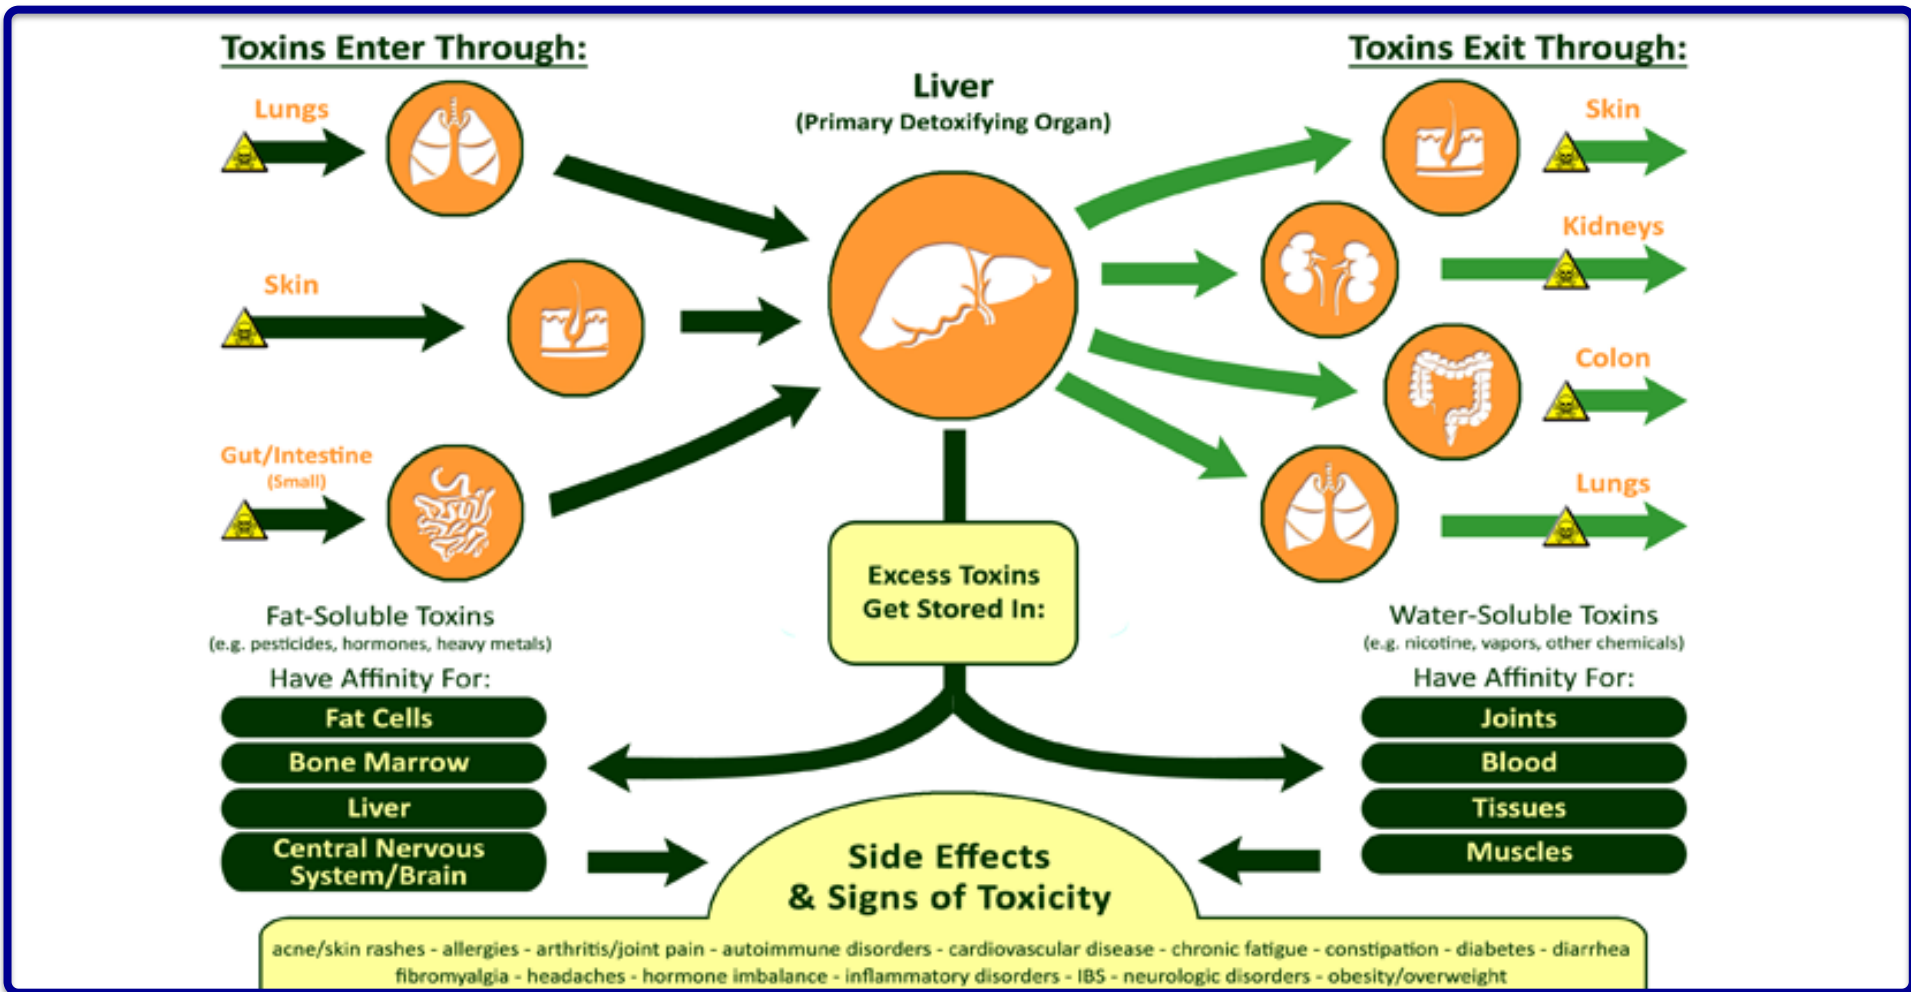 Toxins Enter Through:
Lungs
Skin
Gut/Intestine
(Small)
Liver
(Primary Detoxifying Organ)
Toxins Exit Through:
Skin
Kidneys
Colon
Lungs
Excess Toxins
Get Stored In:
Fat-Soluble Toxins
(e.g. pesticides, hormones, heavy metals)
Have Affinity For:
Fat Cells
Bone Marrow
Liver
Central Nervous
System/Brain
Water-Soluble Toxins
(e.g. nicotine, vapors, other chemicals)
Have Affinity For:
Joints
Blood
Tissues
Muscles
Side Effects
& Signs of Toxicity
acne/skin rashes - allergies - arthritis/joint pain - autoimmune disorders - cardiovascular disease - chronic fatigue - constipation - diabetes - diarrhea
fibromyalgia - headaches - hormone imbalance - inflammatory disorders - IBS - neurologic disorders - obesity/overweight